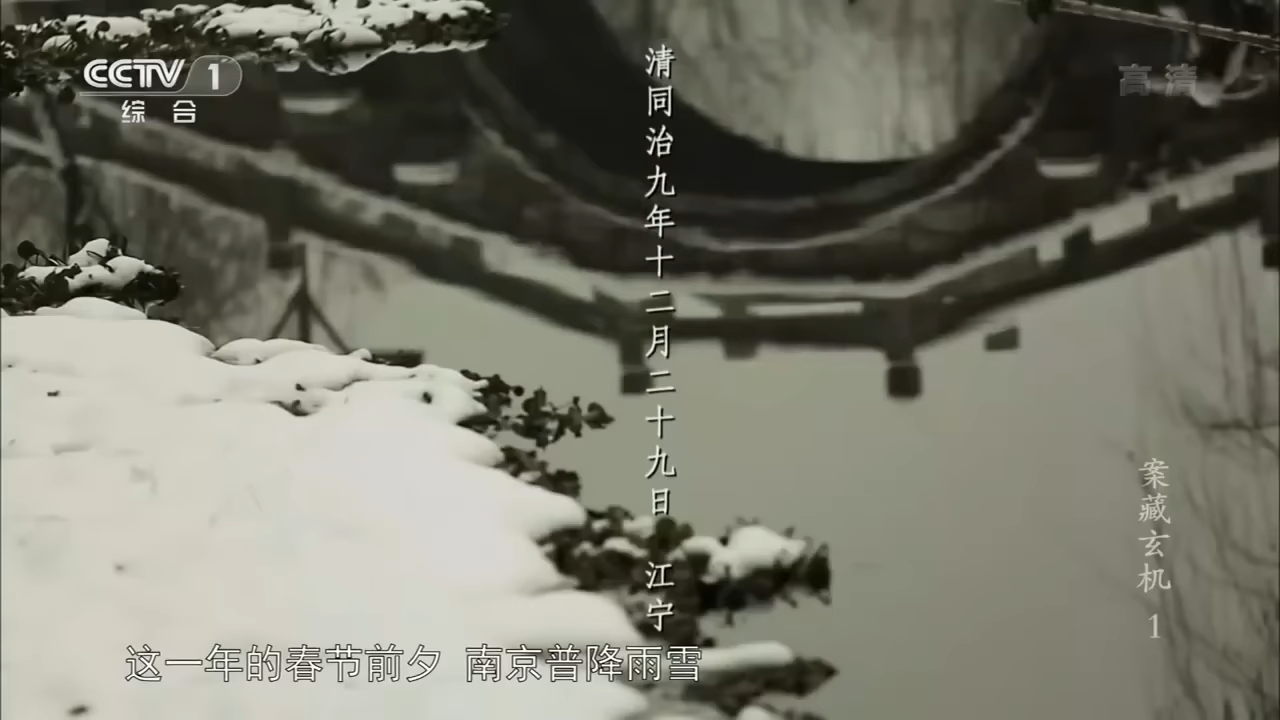 CCTV 1
综合
高清
清同治九年十二月二十九日 江宁
案藏玄机 1
这一年的春节前夕 南京普降雨雪